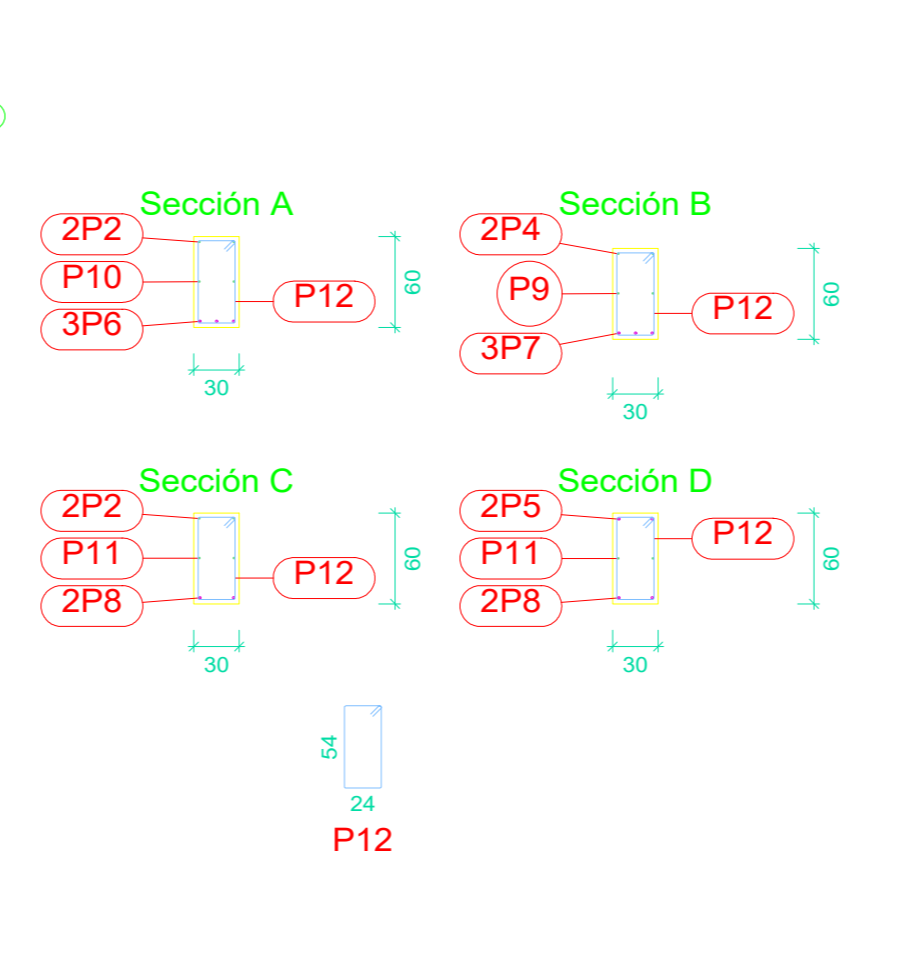 Sección A
2P2
P10
3P6
P12
60
30
Sección B
2P4
P9
3P7
P12
60
30
Sección C
2P2
P11
2P8
P12
60
30
Sección D
2P5
P11
2P8
P12
60
30
54
24
P12